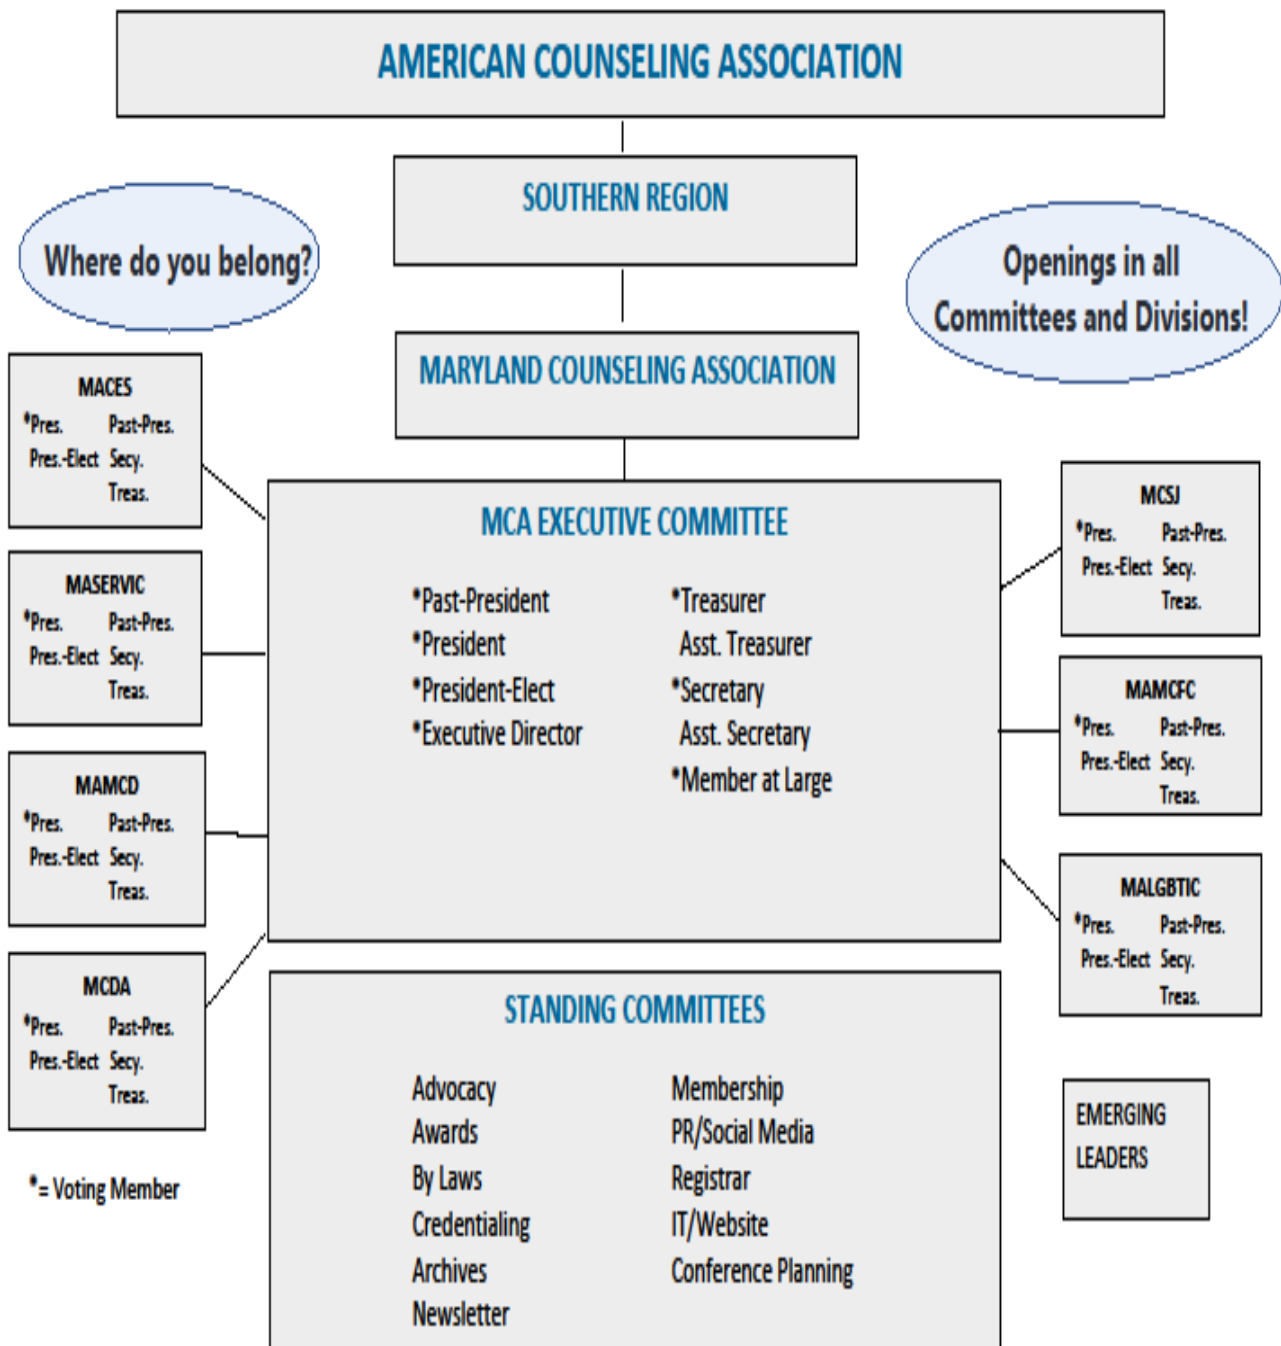 AMERICAN COUNSELING ASSOCIATION
SOUTHERN REGION
Where do you belong?
Openings in all
Committees and Divisions!
MARYLAND COUNSELING ASSOCIATION
MACES
*Pres. Past-Pres.
Pres.-Elect Secy.
Treas.
MASERVIC
*Pres. Past-Pres.
Pres.-Elect Secy.
Treas.
MAMCD
*Pres. Past-Pres.
Pres.-Elect Secy.
Treas.
MCDA
*Pres. Past-Pres.
Pres.-Elect Secy.
Treas.
*= Voting Member
MCA EXECUTIVE COMMITTEE
*Past-President *Treasurer
*President Asst. Treasurer
*President-Elect *Secretary
*Executive Director Asst. Secretary
*Member at Large
MCSJ
*Pres. Past-Pres.
Pres.-Elect Secy.
Treas.
MAMCFC
*Pres. Past-Pres.
Pres.-Elect Secy.
Treas.
MALGBTIC
*Pres. Past-Pres.
Pres.-Elect Secy.
Treas.
STANDING COMMITTEES
Advocacy Membership
Awards PR/Social Media
By Laws Registrar
Credentialing IT/Website
Archives Conference Planning
Newsletter
EMERGING
LEADERS